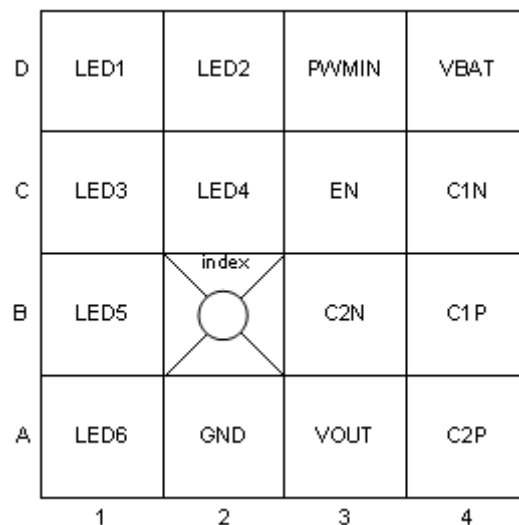 D LED1 LED2 PWMIN VBAT
C LED3 LED4 EN C1N
index
B LED5 C2N C1P
A LED6 GND VOUT C2P
1 2 3 4